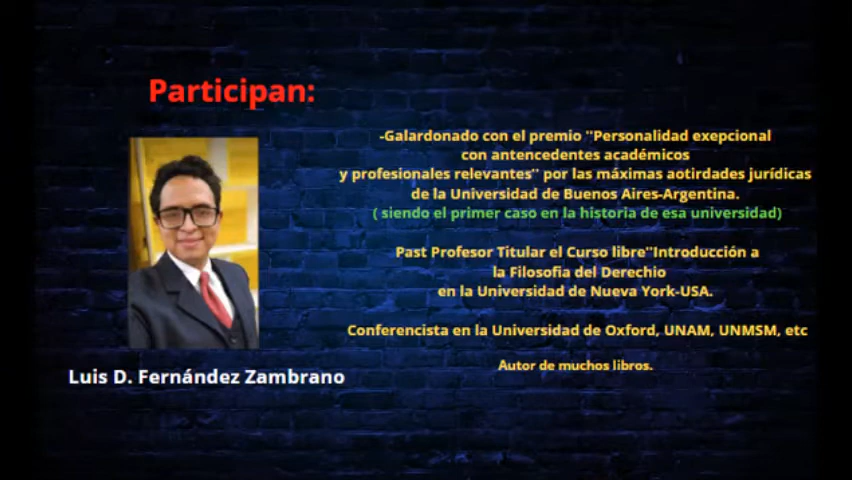 Participan:
-Galardonado con el premio "Personalidad exepcional
con antencedentes académicos
y profesionales relevantes" por las máximas aotirdades jurídicas
de la Universidad de Buenos Aires-Argentina.
( siendo el primer caso en la historia de esa universidad)
Past Profesor Titular el Curso libre"Introducción a
la Filosofia del Derechio
en la Universidad de Nueva York-USA.
Conferencista en la Universidad de Oxford, UNAM, UNMSM, etc
Autor de muchos libros.
Luis D. Fernández Zambrano